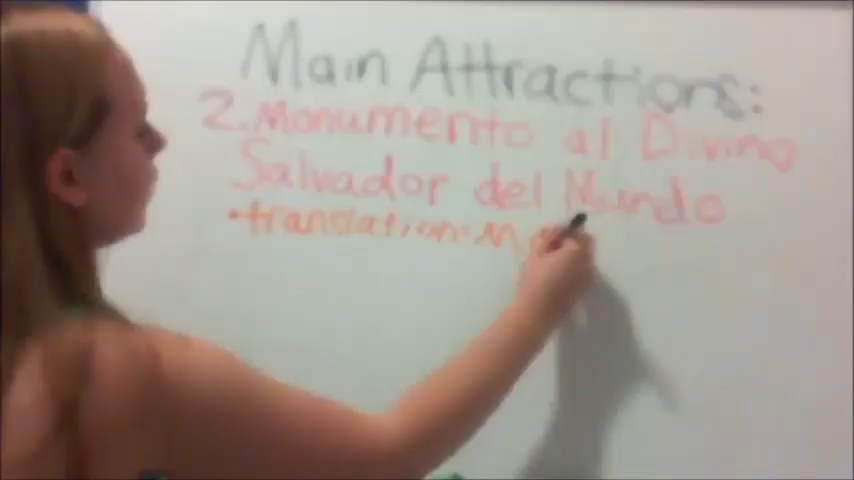 Main Attractions:
2. Monumento al Divino
Salvador del Mundo
•translation: M